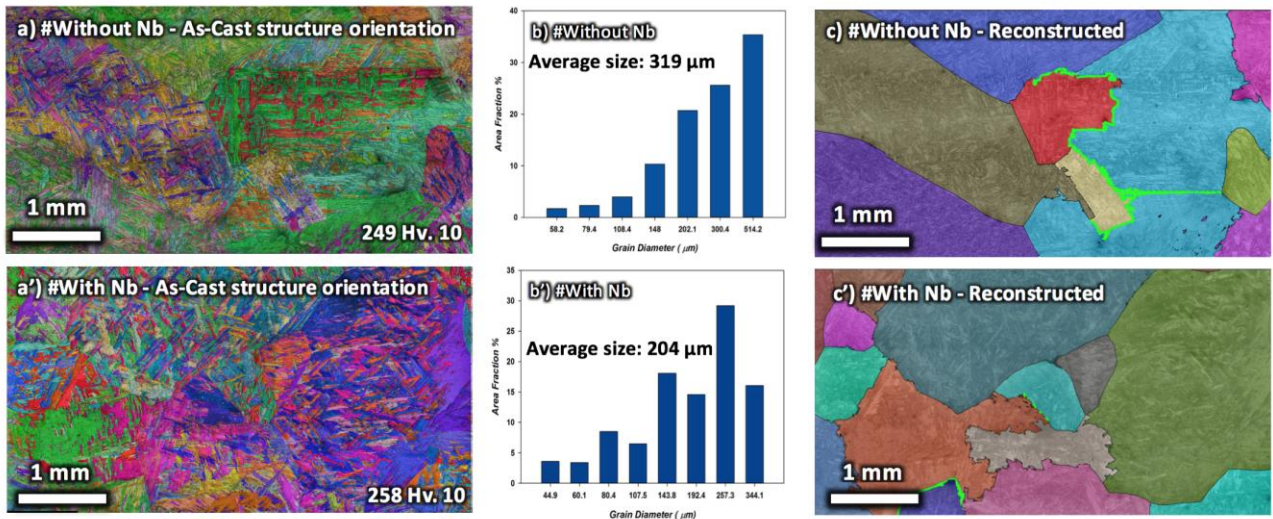 a) #Without Nb - As-Cast structure orientation
1 mm
249 Hv. 10
b) #Without Nb
Average size: 319 µm
Area Fraction %
40
30
20
10
0
58.2 79.4 108.4 148 202.1 300.4 514.2
Grain Diameter ( µm)
c) #Without Nb - Reconstructed
1 mm
a') #With Nb - As-Cast structure orientation
1 mm
258 Hv. 10
b') #With Nb
Average size: 204 µm
Area Fraction %
35
30
25
20
15
10
5
0
44.9 60.1 80.4 107.5 143.8 192.4 257.3 344.1
Grain Diameter ( µm)
c') #With Nb - Reconstructed
1 mm